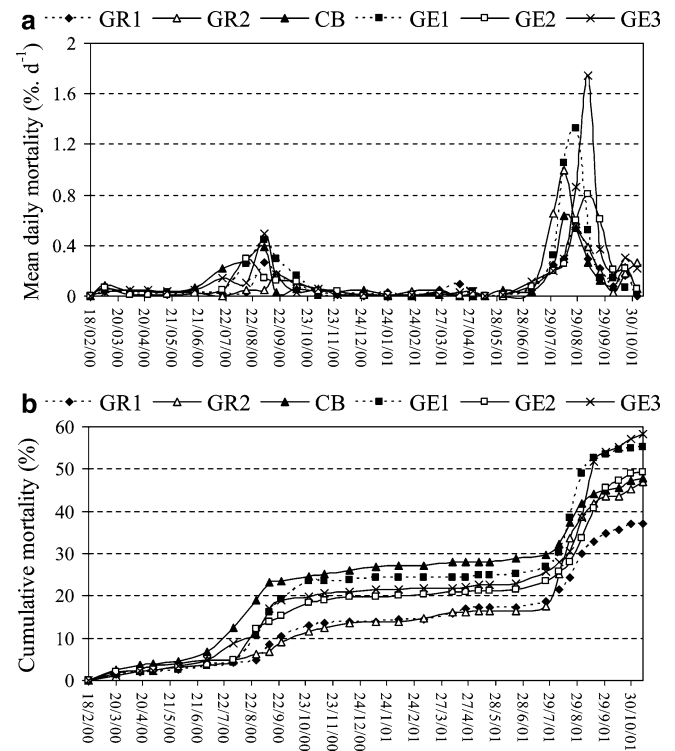 a GR1 GR2 CB GE1 GE2 GE3
Mean daily mortality (%. d⁻¹)
2
1.6
1.2
0.8
0.4
0
18/02/00 20/03/00 20/04/00 21/05/00 21/06/00 22/07/00 22/08/00 22/09/00 23/10/00 23/11/00 24/12/00 24/01/01 24/02/01 27/03/01 27/04/01 28/05/01 28/06/01 29/07/01 29/08/01 29/09/01 30/10/01
b GR1 GR2 CB GE1 GE2 GE3
Cumulative mortality (%)
60
50
40
30
20
10
0
18/2/00 20/3/00 20/4/00 21/5/00 21/6/00 22/7/00 22/8/00 22/9/00 23/10/00 23/11/00 24/12/00 24/1/01 24/2/01 27/3/01 27/4/01 28/5/01 28/6/01 29/7/01 29/8/01 29/9/01 30/10/01